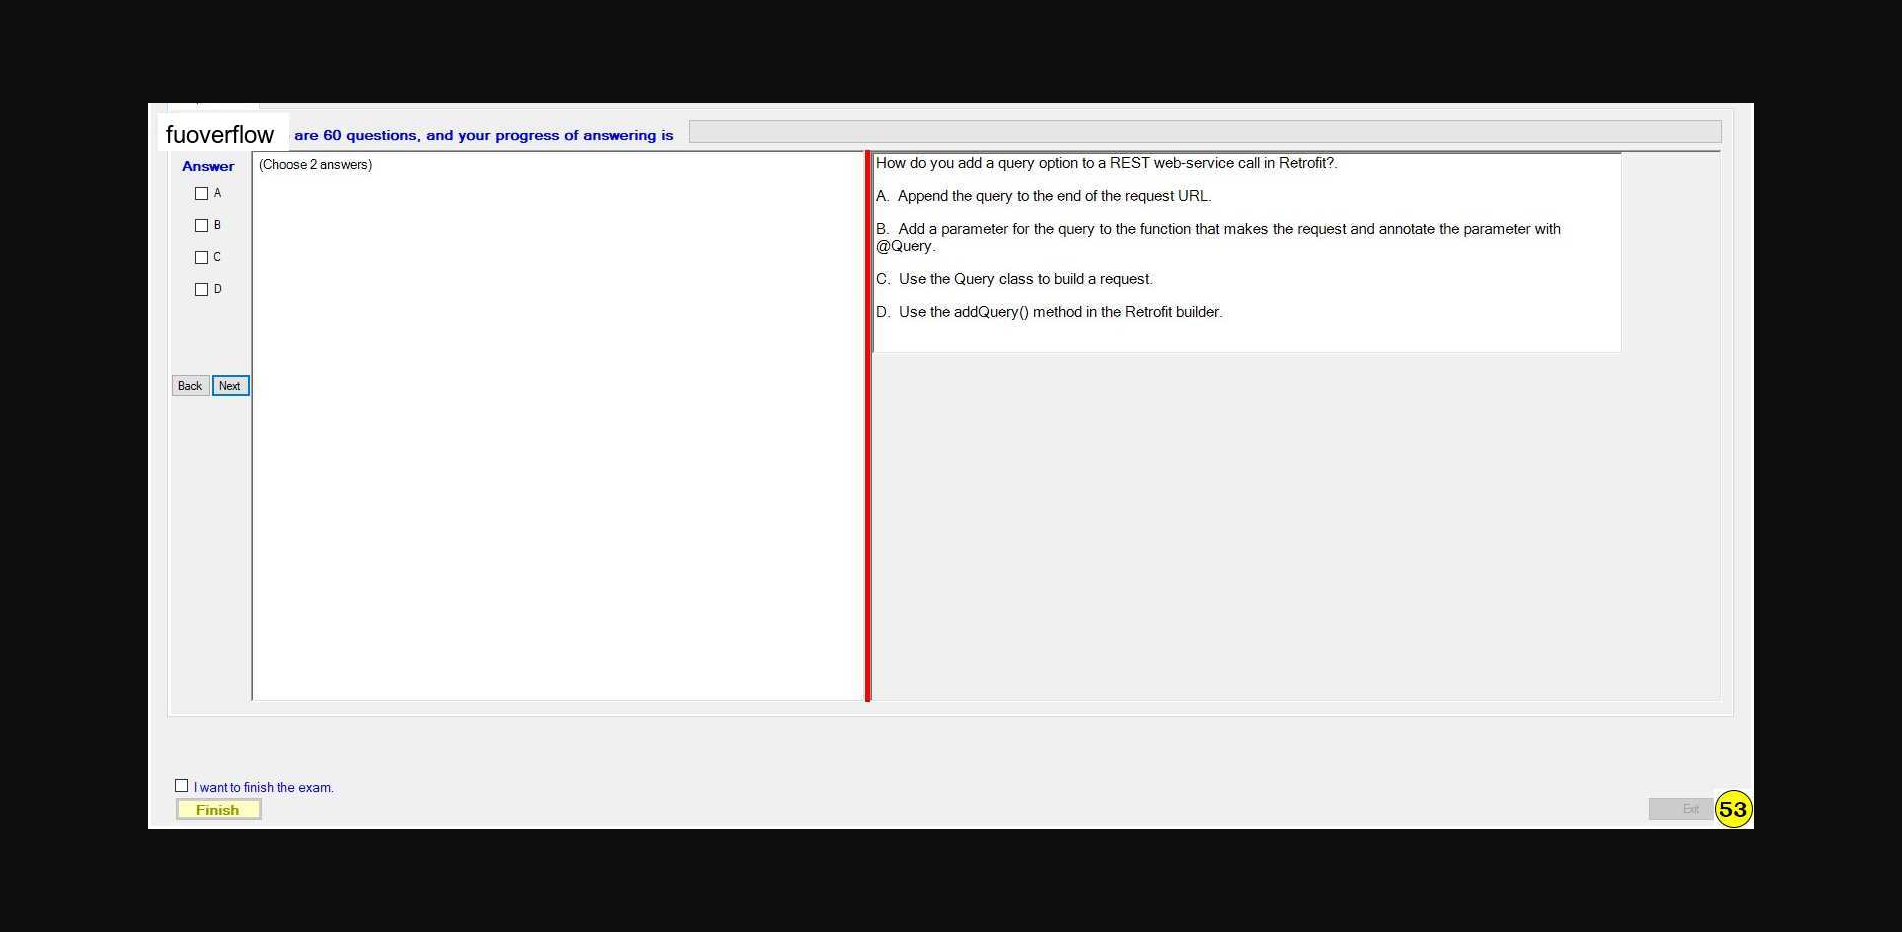 fuoverflow are 60 questions, and your progress of answering is
Answer
(Choose 2 answers)
A
B
C
D
Back Next
How do you add a query option to a REST web-service call in Retrofit?.
A. Append the query to the end of the request URL.
B. Add a parameter for the query to the function that makes the request and annotate the parameter with
@Query.
C. Use the Query class to build a request.
D. Use the addQuery() method in the Retrofit builder.
I want to finish the exam.
Finish
Exit
53